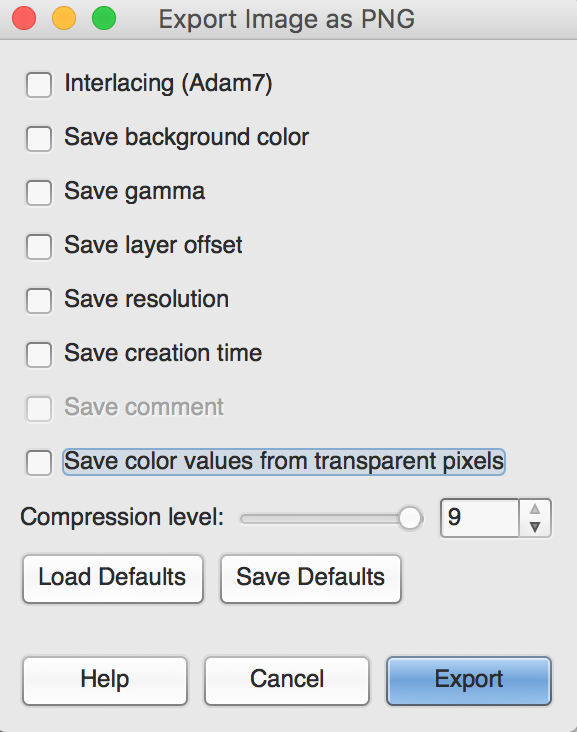 Export Image as PNG
Interlacing (Adam7)
Save background color
Save gamma
Save layer offset
Save resolution
Save creation time
Save comment
Save color values from transparent pixels
Compression level: 9
Load Defaults Save Defaults
Help Cancel Export